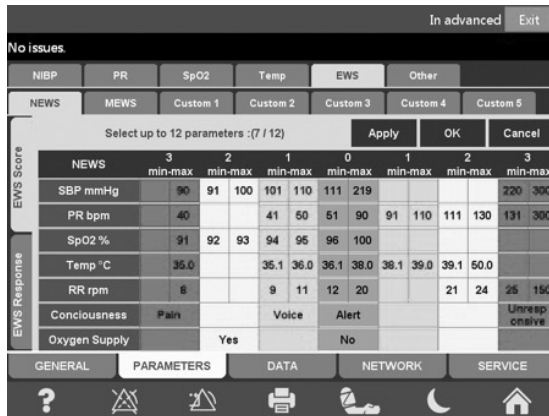 In advanced Exit
No issues.
NIBP PR SpO2 Temp EWS Other
NEWS MEWS Custom 1 Custom 2 Custom 3 Custom 4 Custom 5
Select up to 12 parameters :(7 / 12) Apply OK Cancel
EWS Score
EWS Response
NEWS 3 2 1 0 1 2 3
min-max min-max min-max min-max min-max min-max min-max
SBP mmHg 90 91 100 101 110 111 219 220 300
PR bpm 40 41 50 51 90 91 110 111 130 131 300
SpO2 % 91 92 93 94 95 96 100
Temp °C 35.0 35.1 36.0 36.1 38.0 38.1 39.0 39.1 50.0
RR rpm 8 9 11 12 20 21 24 25 150
Conciousness Pain Voice Alert Unresp
onsive
Oxygen Supply Yes No
GENERAL PARAMETERS DATA NETWORK SERVICE
?